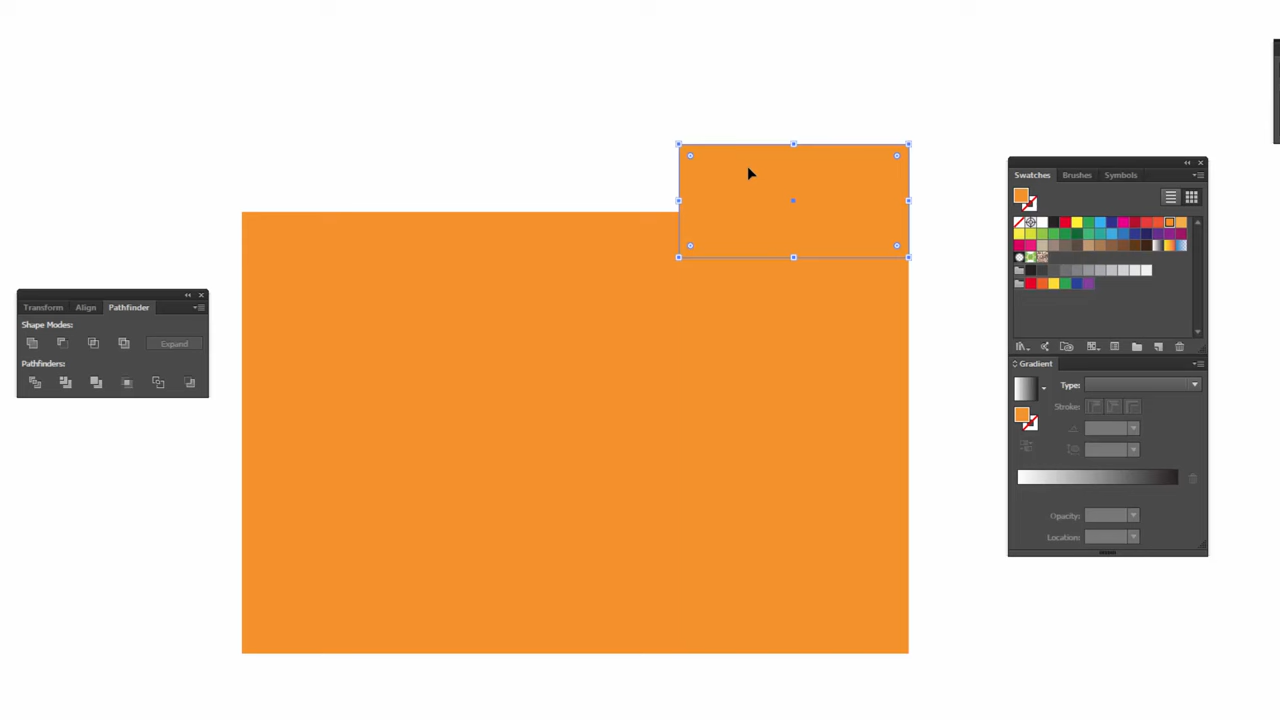 Transform Align Pathfinder
Shape Modes:
Expand
Pathfinders:
Swatches Brushes Symbols
Gradient
Type:
Stroke:
Opacity:
Location: